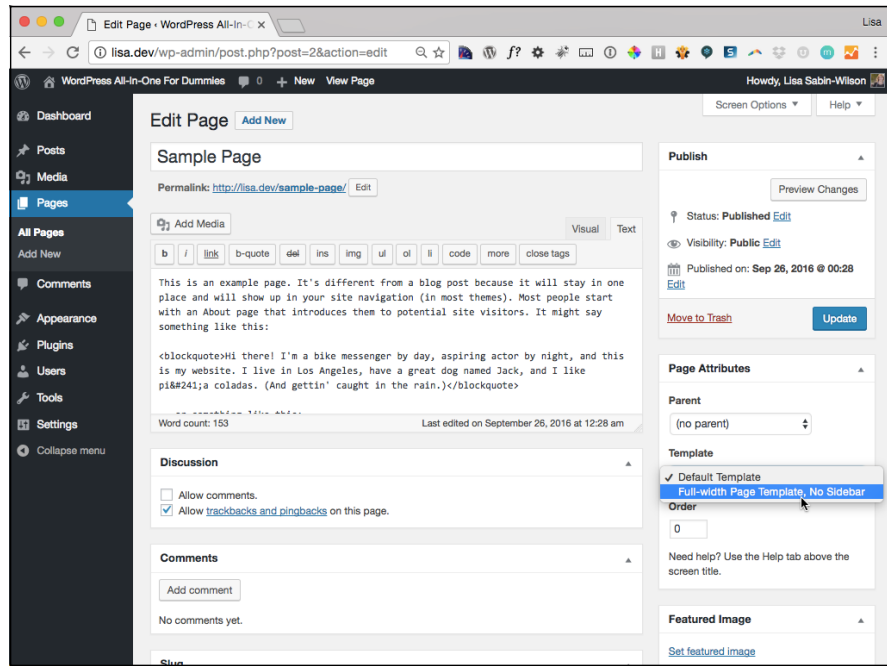 Edit Page ‹ WordPress All-In-O
Lisa
lisa.dev/wp-admin/post.php?post=2&action=edit
WordPress All-In-One For Dummies 0 + New View Page
Howdy, Lisa Sabin-Wilson
Screen Options ▼ Help ▼
Dashboard
Posts
Media
Pages
All Pages
Add New
Comments
Appearance
Plugins
Users
Tools
Settings
Collapse menu
Edit Page Add New
Sample Page
Permalink: http://lisa.dev/sample-page/ Edit
Add Media
Visual Text
b i link b-quote del ins img ul ol li code more close tags
This is an example page. It's different from a blog post because it will stay in one
place and will show up in your site navigation (in most themes). Most people start
with an About page that introduces them to potential site visitors. It might say
something like this:
<blockquote>Hi there! I'm a bike messenger by day, aspiring actor by night, and this
is my website. I live in Los Angeles, have a great dog named Jack, and I like
pi&#241;a coladas. (And gettin' caught in the rain.)</blockquote>
... or something like this:
Word count: 153
Last edited on September 26, 2016 at 12:28 am
Discussion
Allow comments.
Allow trackbacks and pingbacks on this page.
Comments
Add comment
No comments yet.
Slug
Publish
Preview Changes
Status: Published Edit
Visibility: Public Edit
Published on: Sep 26, 2016 @ 00:28
Edit
Move to Trash
Update
Page Attributes
Parent
(no parent)
Template
✓ Default Template
Full-width Page Template, No Sidebar
Order
0
Need help? Use the Help tab above the
screen title.
Featured Image
Set featured image